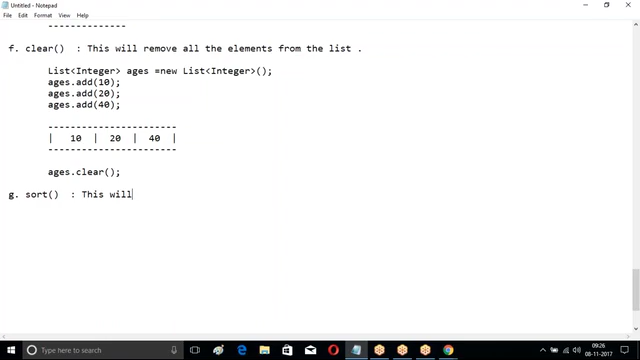 Untitled - Notepad
File Edit Format View Help
--------------
f. clear() : This will remove all the elements from the list .
List<Integer> ages =new List<Integer>();
ages.add(10);
ages.add(20);
ages.add(40);
-----------------------
| 10 | 20 | 40 |
-----------------------
ages.clear();
g. sort() : This will
Type here to search
09:26
08-11-2017